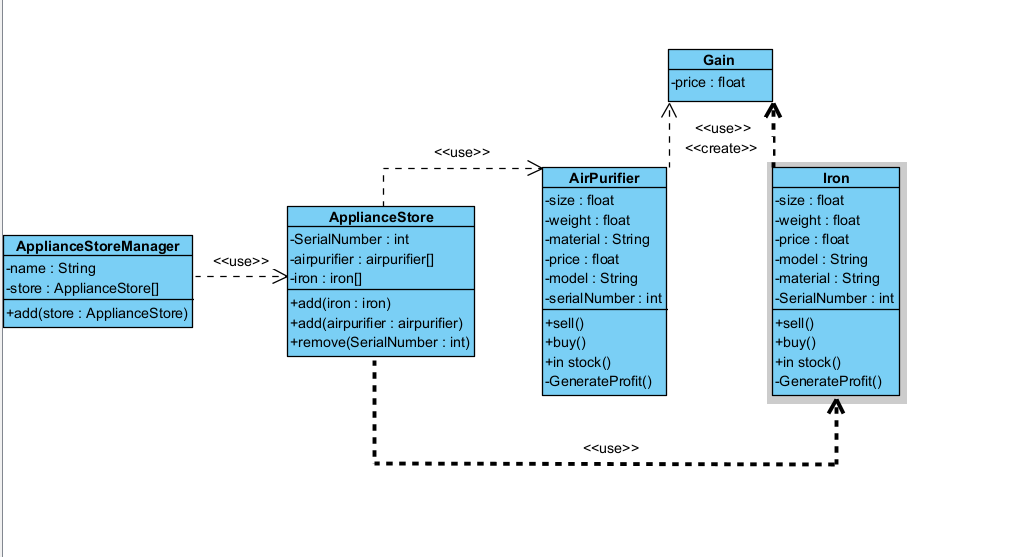 Gain
-price : float
<<use>>
<<create>>
<<use>>
AirPurifier
-size : float
-weight : float
-material : String
-price : float
-model : String
-serialNumber : int
+sell()
+buy()
+in stock()
-GenerateProfit()
Iron
-size : float
-weight : float
-price : float
-model : String
-material : String
-SerialNumber : int
+sell()
+buy()
+in stock()
-GenerateProfit()
ApplianceStore
-SerialNumber : int
-airpurifier : airpurifier[]
-iron : iron[]
+add(iron : iron)
+add(airpurifier : airpurifier)
+remove(SerialNumber : int)
ApplianceStoreManager
-name : String
-store : ApplianceStore[]
+add(store : ApplianceStore)
<<use>>
<<use>>